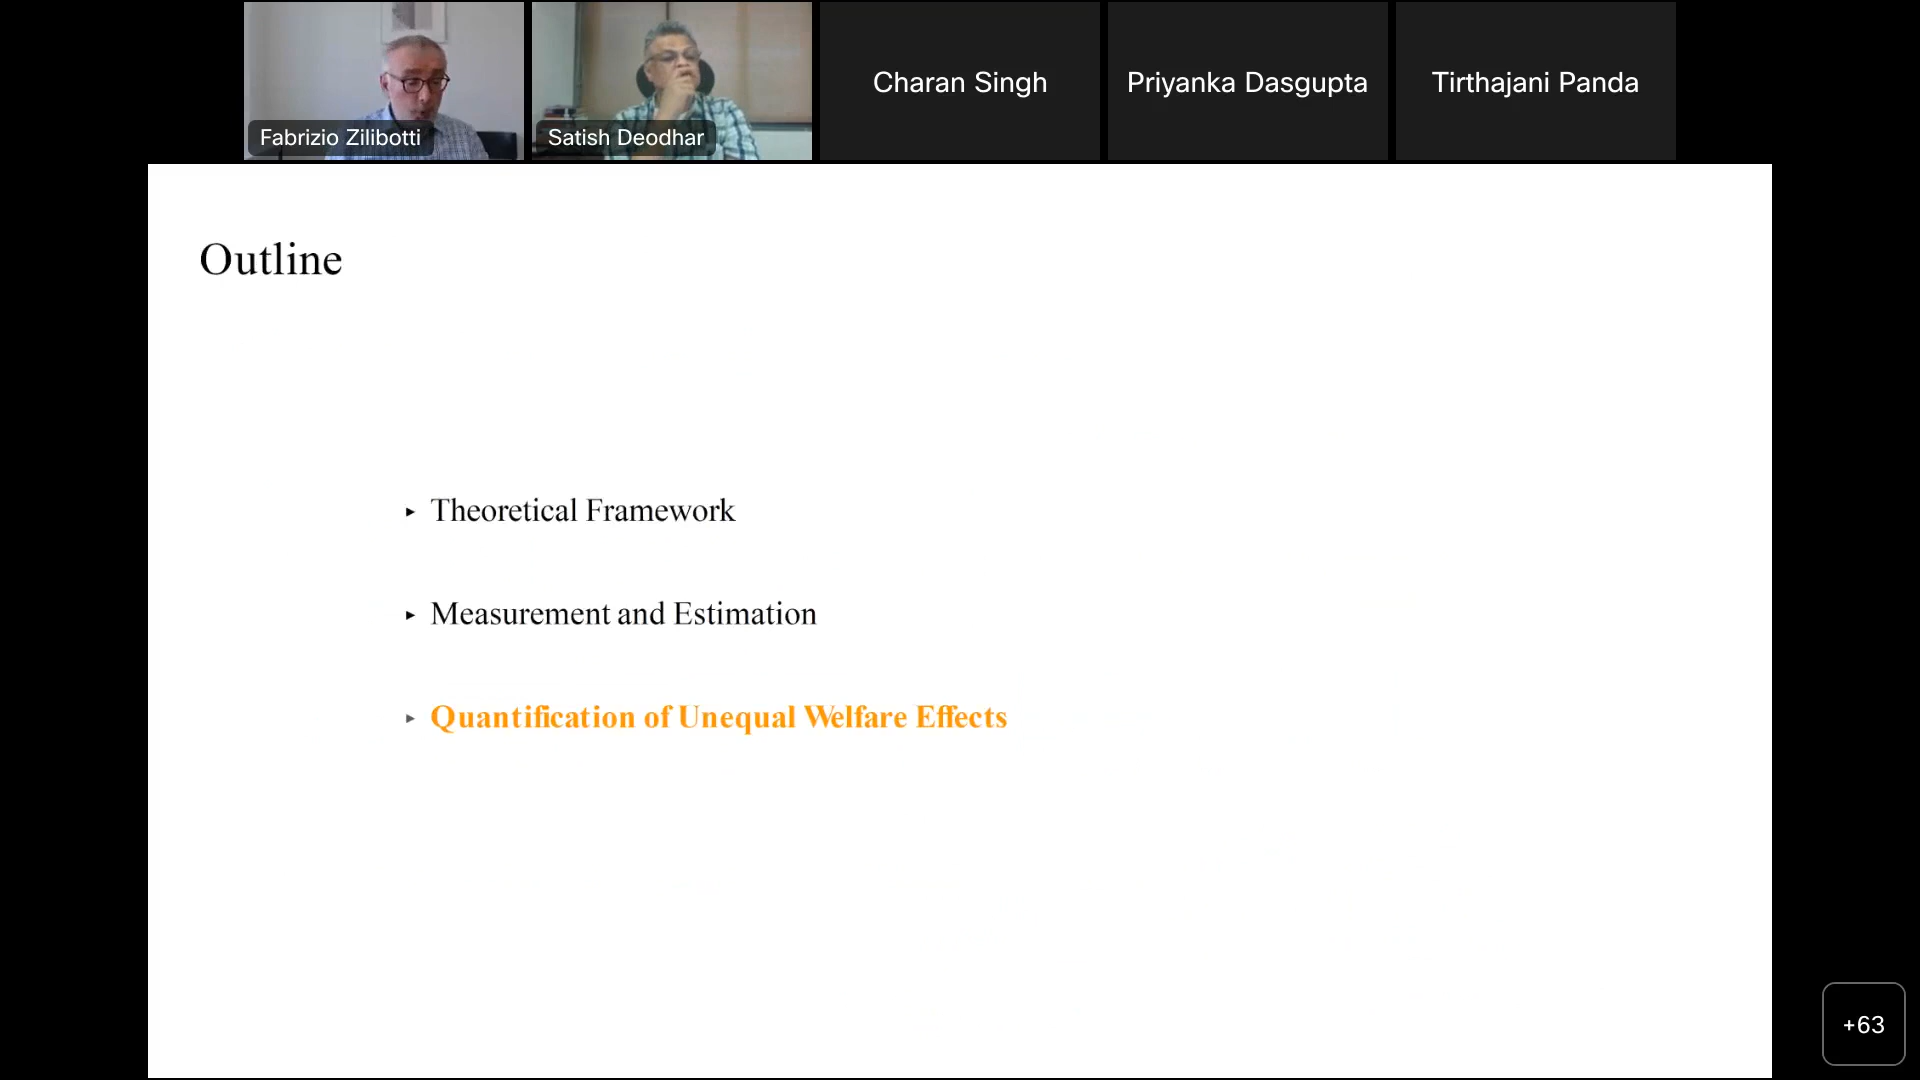 Fabrizio Zilibotti
Satish Deodhar
Charan Singh
Priyanka Dasgupta
Tirthajani Panda
Outline
Theoretical Framework
Measurement and Estimation
Quantification of Unequal Welfare Effects
+63